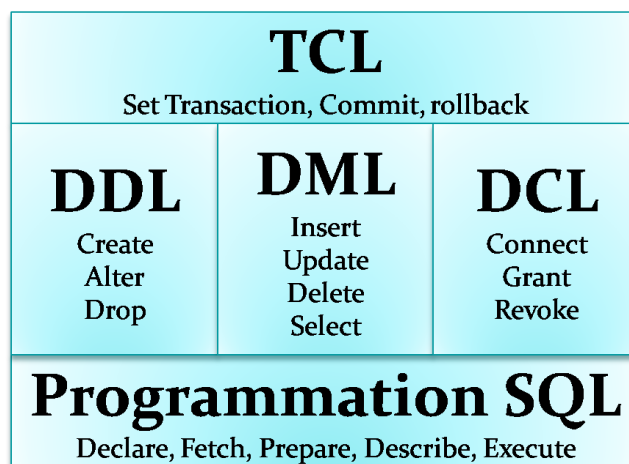 TCL
Set Transaction, Commit, rollback
DDL
Create
Alter
Drop
DML
Insert
Update
Delete
Select
DCL
Connect
Grant
Revoke
Programmation SQL
Declare, Fetch, Prepare, Describe, Execute